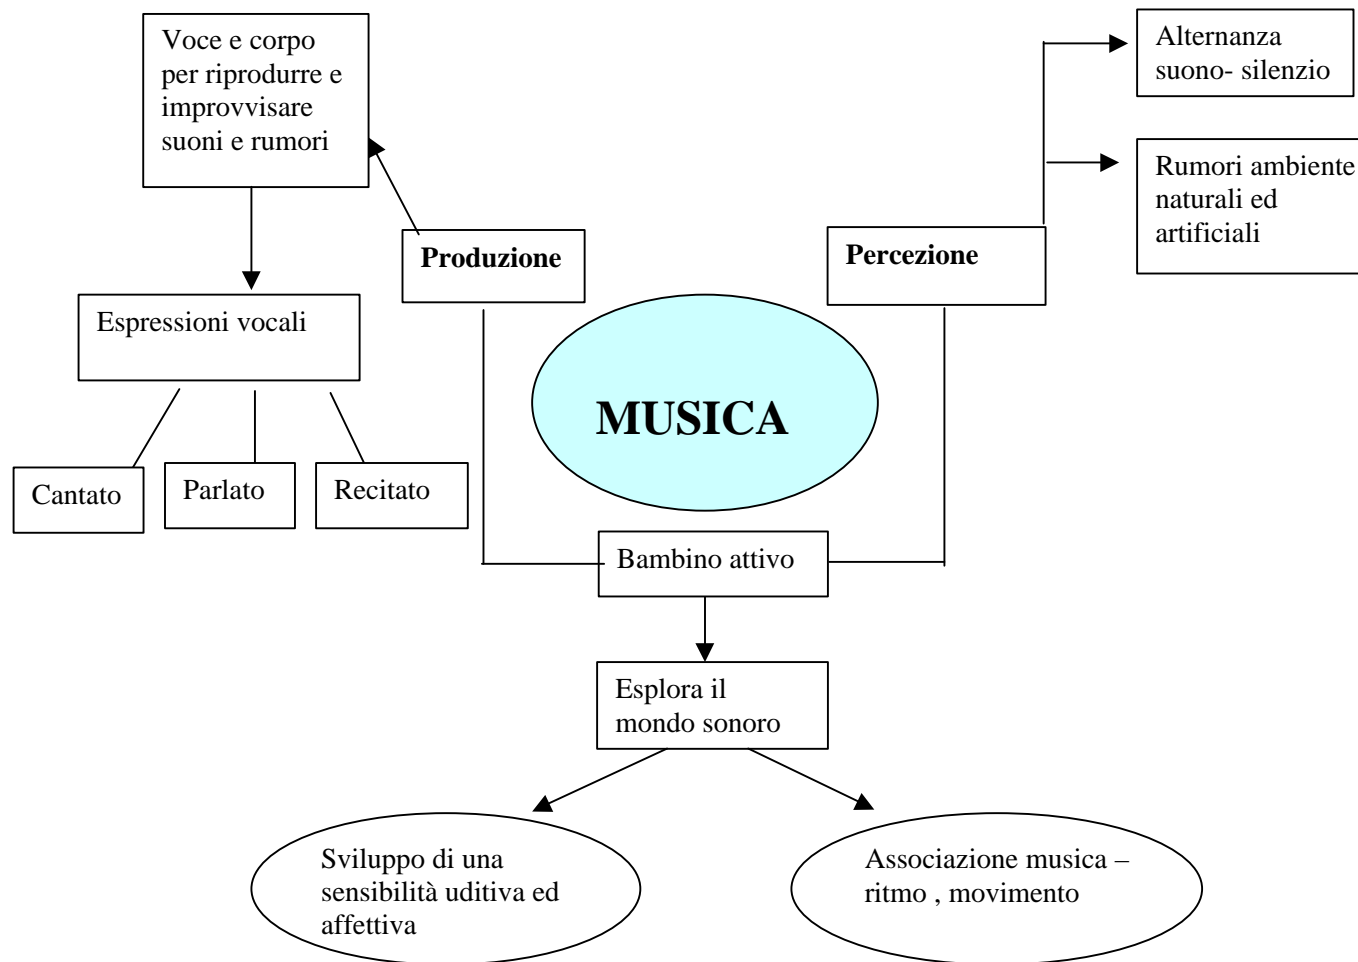 Voce e corpo
per riprodurre e
improvvisare
suoni e rumori
Alternanza
suono- silenzio
Rumori ambiente
naturali ed
artificiali
Produzione
Percezione
Espressioni vocali
MUSICA
Cantato
Parlato
Recitato
Bambino attivo
Esplora il
mondo sonoro
Sviluppo di una
sensibilità uditiva ed
affettiva
Associazione musica –
ritmo , movimento